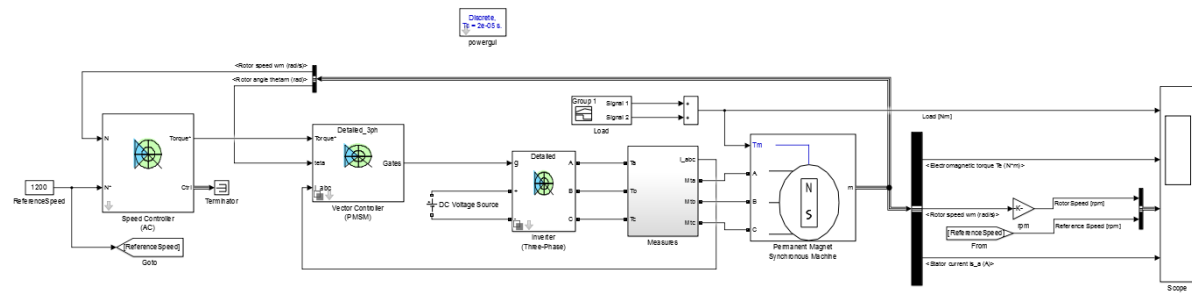 Discrete,
Ts = 2e-05 s.
powergui
<Rotor speed wm (rad/s)>
<Rotor angle thetam (rad)>
Group 1
Signal 1
Signal 2
Load
+
+
Load [Nm]
N
Torque*
N*
Ctrl
Speed Controller
(AC)
1200
ReferenceSpeed
Terminator
[ReferenceSpeed]
Goto
Detailed_3ph
Torque*
teta
I_abc
Gates
Vector Controller
(PMSM)
DC Voltage Source
Detailed
g
+
-
A
B
C
Inverter
(Three-Phase)
Ta
Tb
Tc
I_abc
Mta
Mtb
Mtc
Measures
Tm
A
B
C
N
S
m
Permanent Magnet
Synchronous Machine
<Electromagnetic torque Te (N*m)>
<Rotor speed wm (rad/s)>
-K-
rpm
Rotor Speed [rpm]
[ReferenceSpeed]
From
Reference Speed [rpm]
<Stator current is_a (A)>
Scope